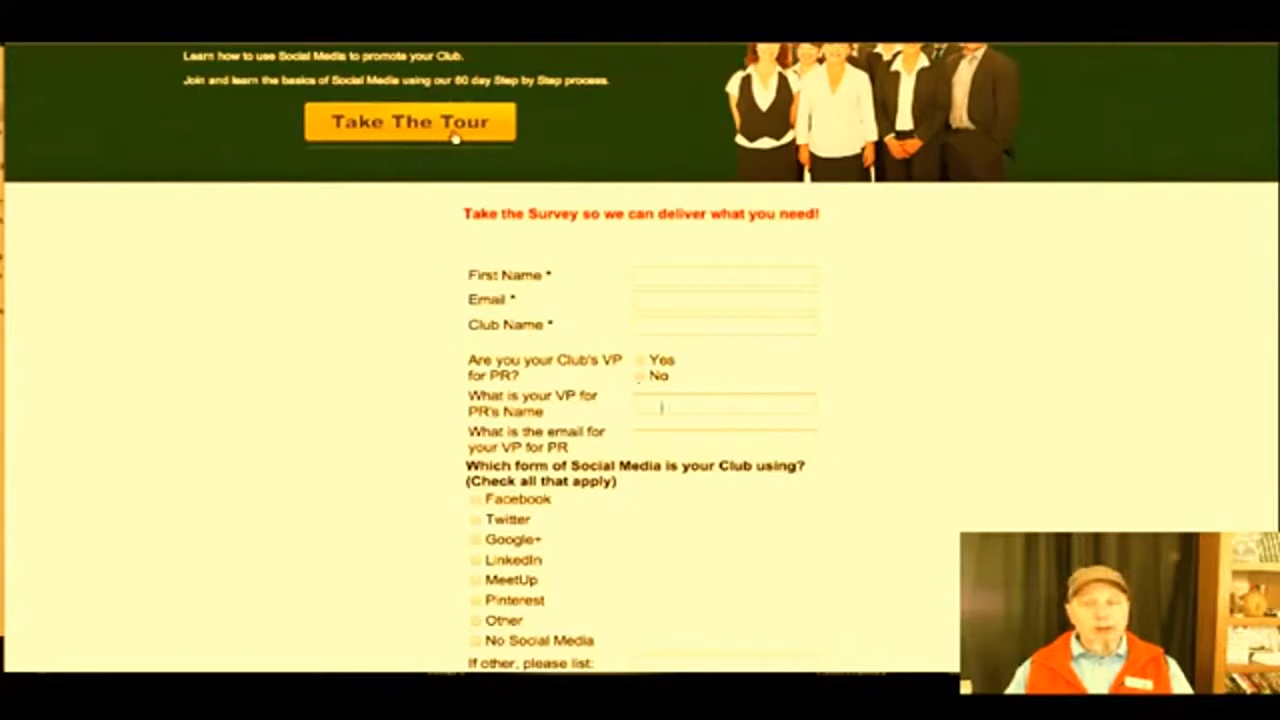 Learn how to use Social Media to promote your Club.
Join and learn the basics of Social Media using our 60 day Step by Step process.
Take The Tour
Take the Survey so we can deliver what you need!
First Name *
Email *
Club Name *
Are you your Club's VP
for PR?
Yes
No
What is your VP for
PR's Name
What is the email for
your VP for PR
Which form of Social Media is your Club using?
(Check all that apply)
Facebook
Twitter
Google+
LinkedIn
MeetUp
Pinterest
Other
No Social Media
If other, please list: